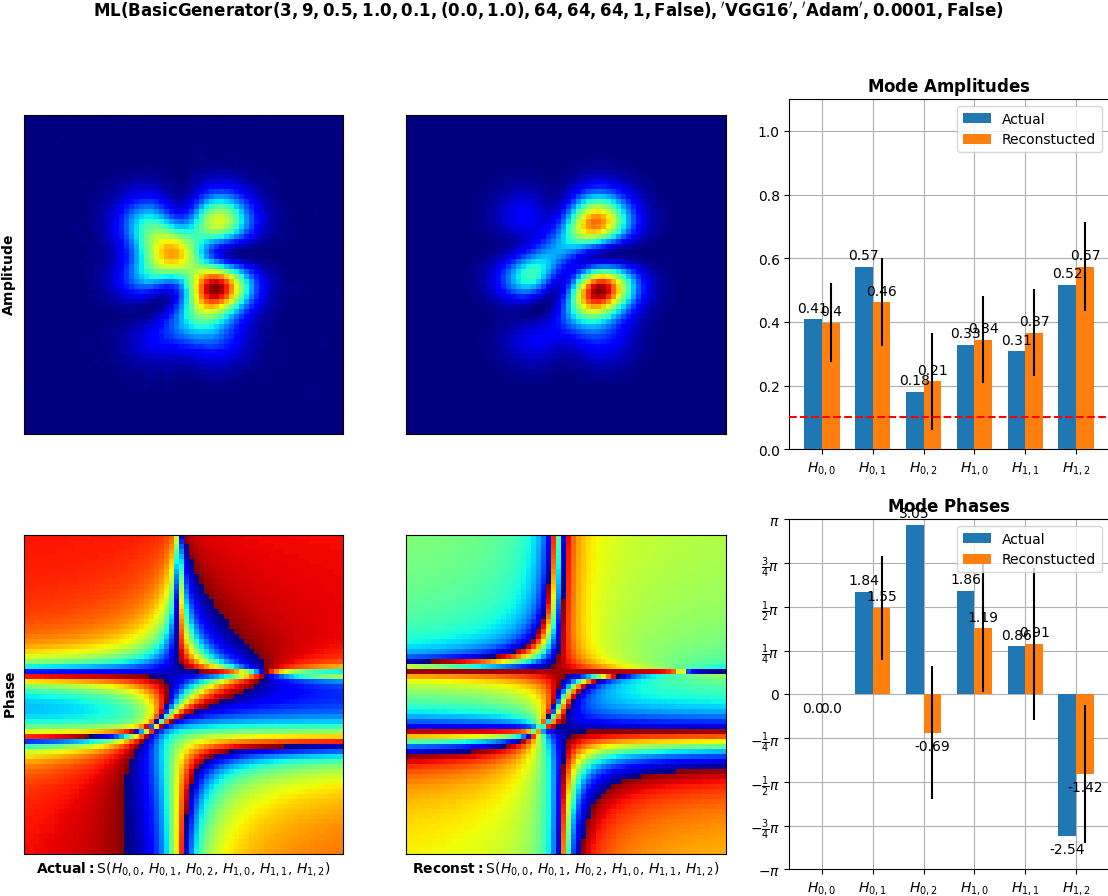 ML(BasicGenerator(3, 9, 0.5, 1.0, 0.1, (0.0, 1.0), 64, 64, 64, 1, False), ′VGG16′, ′Adam′, 0.0001, False)
Amplitude
Mode Amplitudes
Actual
Reconstucted
1.0
0.8
0.6
0.4
0.2
0.0
0.41
0.4
0.57
0.46
0.18
0.21
0.33
0.34
0.31
0.37
0.52
0.57
H0,0
H0,1
H0,2
H1,0
H1,1
H1,2
Phase
Actual: S(H0,0, H0,1, H0,2, H1,0, H1,1, H1,2)
Reconst: S(H0,0, H0,1, H0,2, H1,0, H1,1, H1,2)
Mode Phases
Actual
Reconstucted
π
3/4π
1/2π
1/4π
0
−1/4π
−1/2π
−3/4π
−π
0.0
0.0
1.84
1.55
3.05
-0.69
1.86
1.19
0.86
0.91
-2.54
-1.42
H0,0
H0,1
H0,2
H1,0
H1,1
H1,2